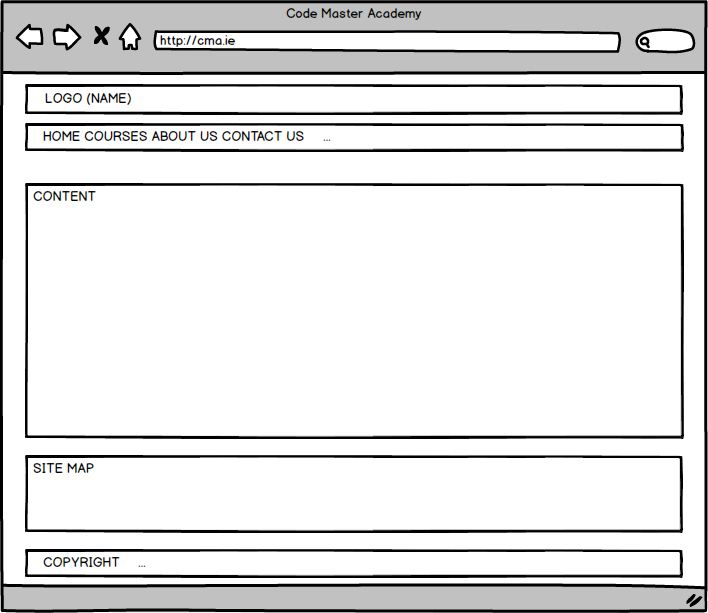 Code Master Academy
http://cma.ie
LOGO (NAME)
HOME COURSES ABOUT US CONTACT US ...
CONTENT
SITE MAP
COPYRIGHT ...